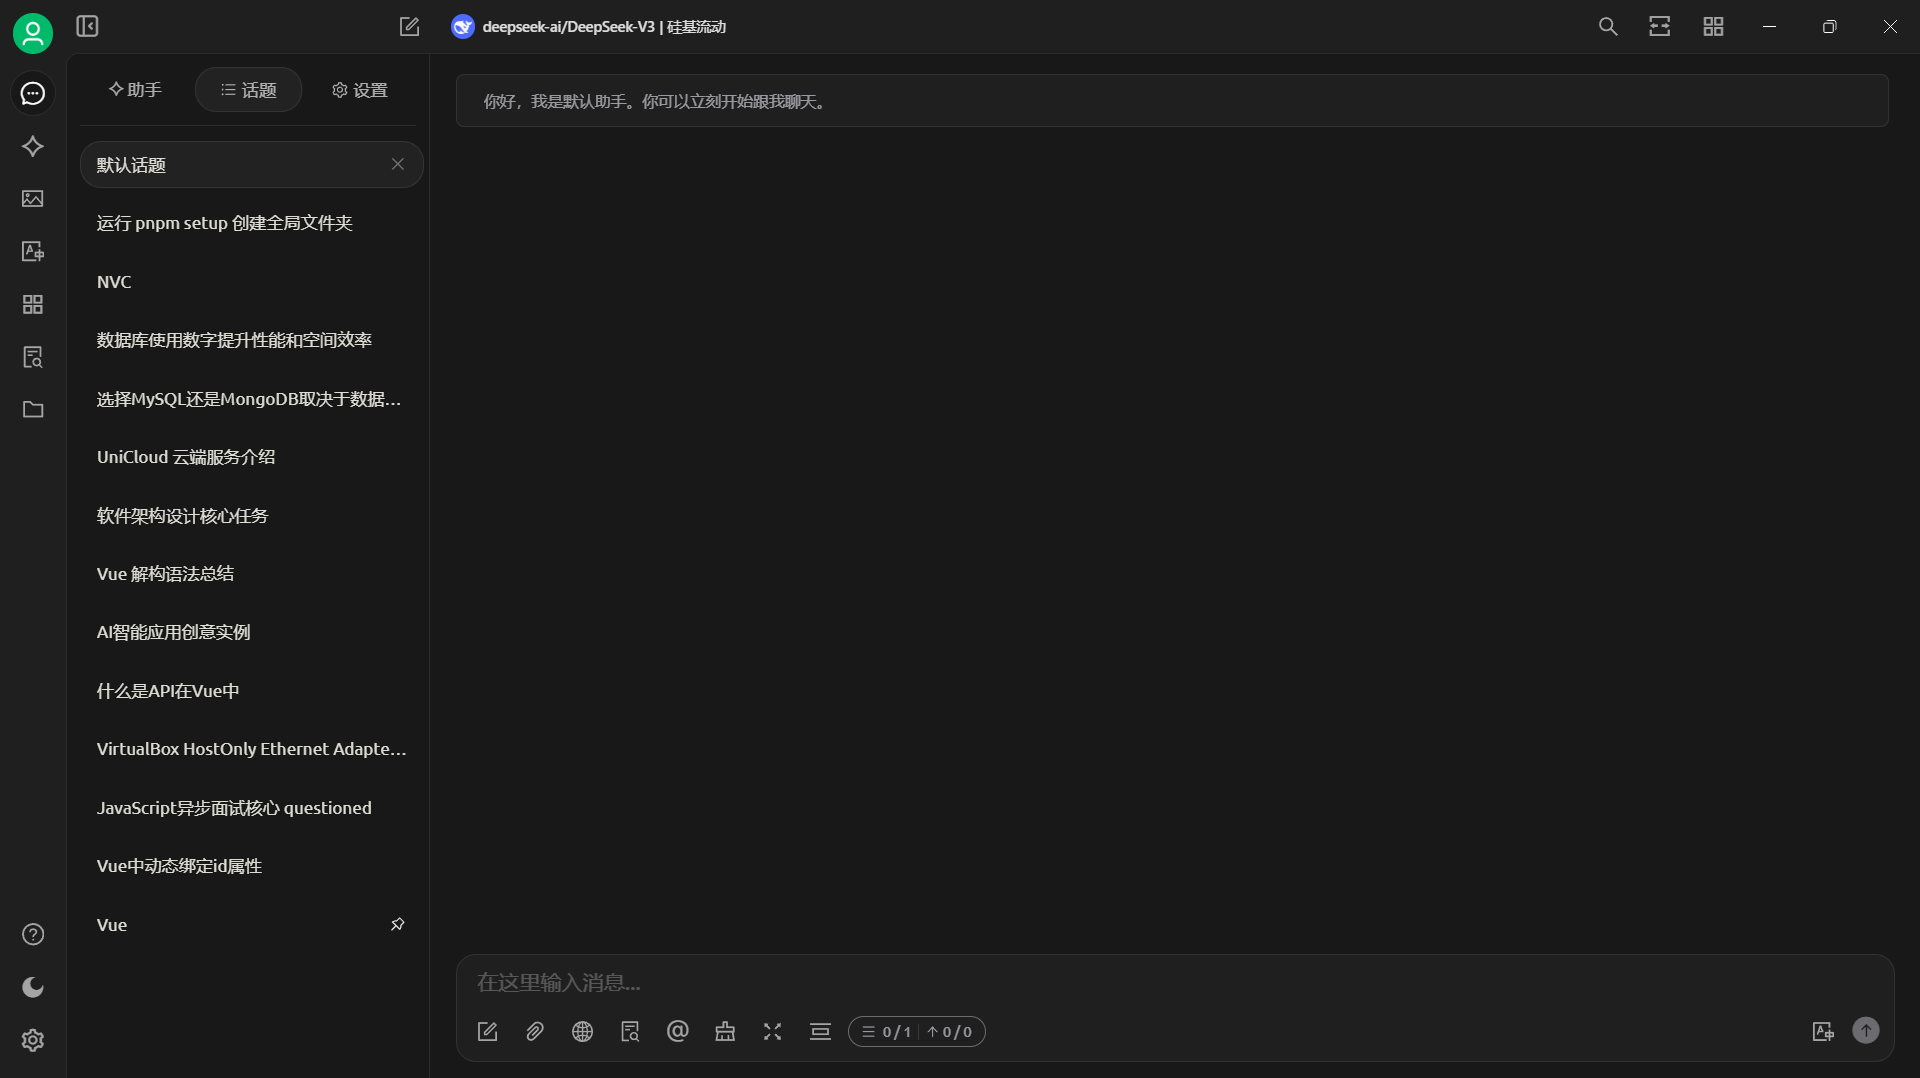 deepseek-ai/DeepSeek-V3 | 硅基流动
助手
话题
设置
你好，我是默认助手。你可以立刻开始跟我聊天。
默认话题
运行 pnpm setup 创建全局文件夹
NVC
数据库使用数字提升性能和空间效率
选择MySQL还是MongoDB取决于数据...
UniCloud 云端服务介绍
软件架构设计核心任务
Vue 解构语法总结
AI智能应用创意实例
什么是API在Vue中
VirtualBox HostOnly Ethernet Adapte...
JavaScript异步面试核心 questioned
Vue中动态绑定id属性
Vue
在这里输入消息...
0 / 1
0 / 0